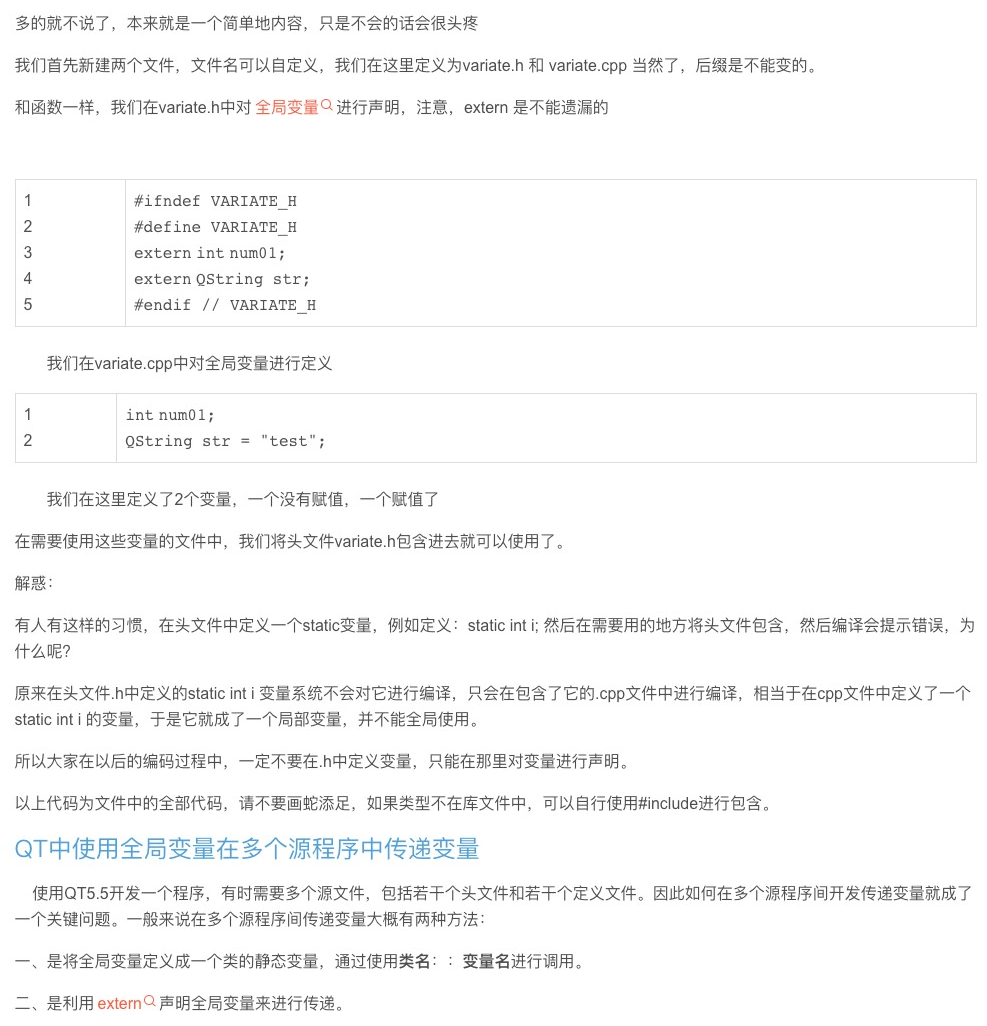 多的就不说了，本来就是一个简单地内容，只是不会的话会很头疼
我们首先新建两个文件，文件名可以自定义，我们在这里定义为variate.h 和 variate.cpp 当然了，后缀是不能变的。
和函数一样，我们在variate.h中对 全局变量 进行声明，注意，extern 是不能遗漏的
1 #ifndef VARIATE_H
2 #define VARIATE_H
3 extern int num01;
4 extern QString str;
5 #endif // VARIATE_H
我们在variate.cpp中对全局变量进行定义
1 int num01;
2 QString str = "test";
我们在这里定义了2个变量，一个没有赋值，一个赋值了
在需要使用这些变量的文件中，我们将头文件variate.h包含进去就可以使用了。
解惑：
有人有这样的习惯，在头文件中定义一个static变量，例如定义：static int i; 然后在需要用的地方将头文件包含，然后编译会提示错误，为
什么呢?
原来在头文件.h中定义的static int i 变量系统不会对它进行编译，只会在包含了它的.cpp文件中进行编译，相当于在cpp文件中定义了一个
static int i 的变量，于是它就成了一个局部变量，并不能全局使用。
所以大家在以后的编码过程中，一定不要在.h中定义变量，只能在那里对变量进行声明。
以上代码为文件中的全部代码，请不要画蛇添足，如果类型不在库文件中，可以自行使用#include进行包含。
QT中使用全局变量在多个源程序中传递变量
使用QT5.5开发一个程序，有时需要多个源文件，包括若干个头文件和若干个定义文件。因此如何在多个源程序间开发传递变量就成了
一个关键问题。一般来说在多个源程序间传递变量大概有两种方法：
一、是将全局变量定义成一个类的静态变量，通过使用类名：：变量名进行调用。
二、是利用 extern 声明全局变量来进行传递。